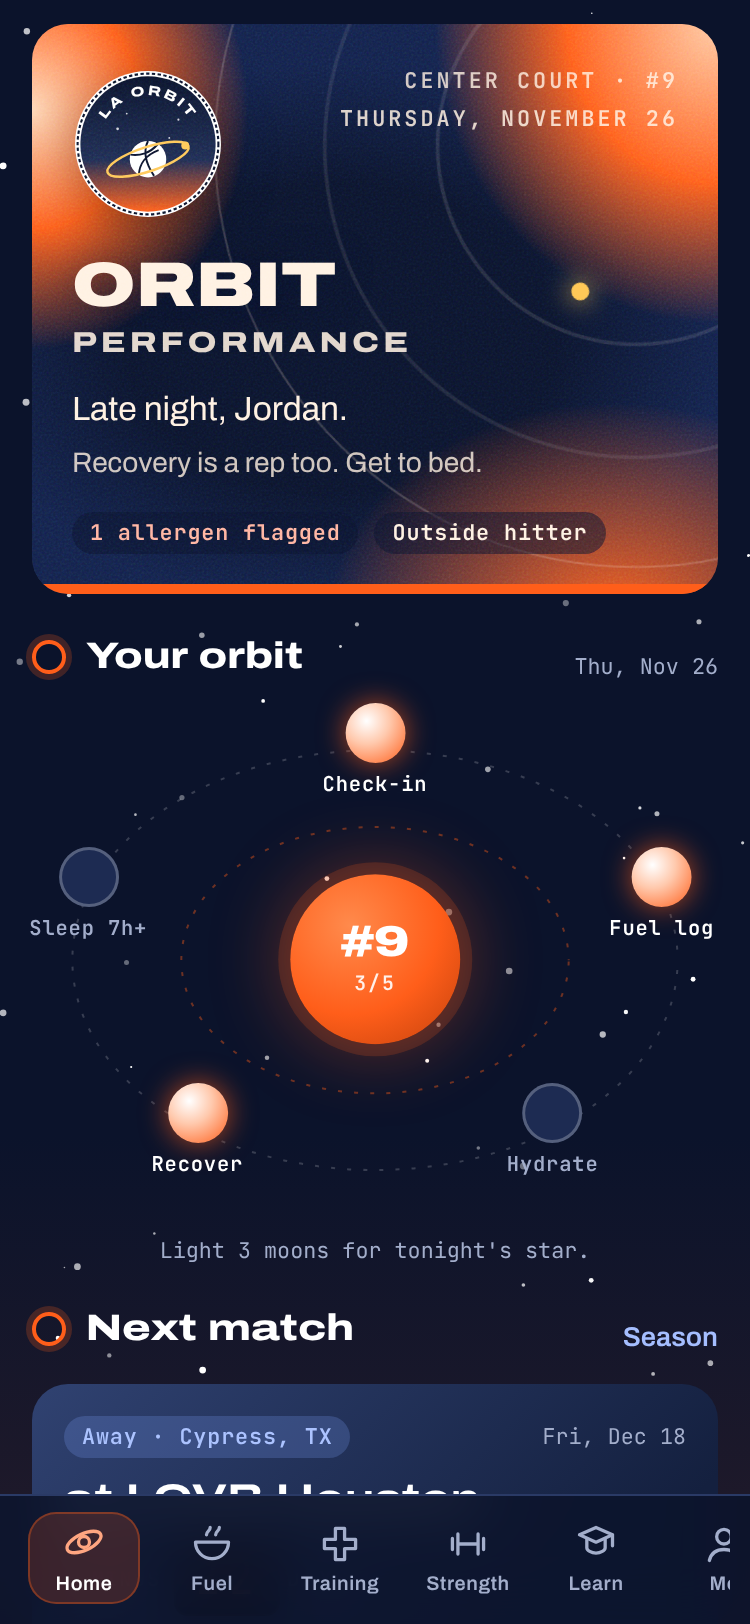 LA ORBIT
CENTER COURT · #9
THURSDAY, NOVEMBER 26
ORBIT
PERFORMANCE
Late night, Jordan.
Recovery is a rep too. Get to bed.
1 allergen flagged
Outside hitter
Your orbit
Thu, Nov 26
Check-in
Sleep 7h+
Fuel log
#9
3/5
Recover
Hydrate
Light 3 moons for tonight's star.
Next match
Season
Away · Cypress, TX
Fri, Dec 18
at LOVB Houston
Home
Fuel
Training
Strength
Learn